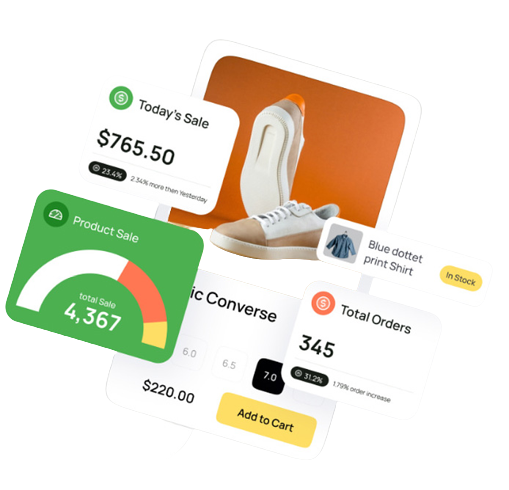 Today's Sale
$765.50
23.4%
2.34% more then Yesterday
Product Sale
total Sale
4,367
Blue dottet
print Shirt
In Stock
ic Converse
6.0
6.5
7.0
$220.00
Add to Cart
Total Orders
345
31.2%
1.79% order increase